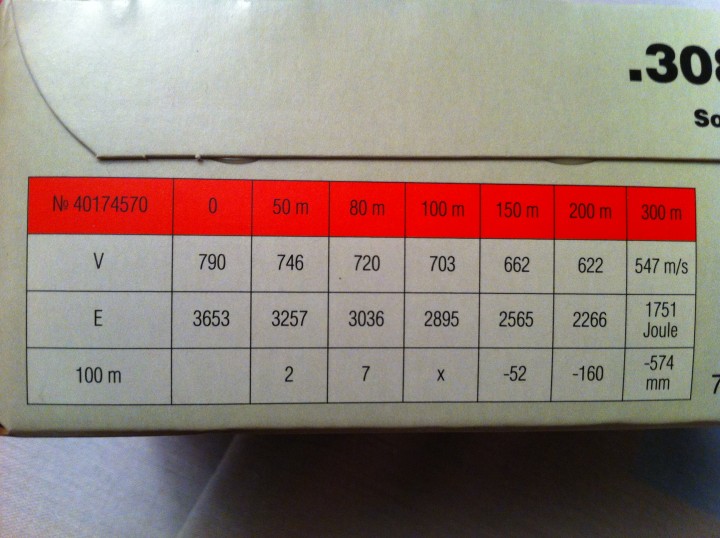 .308
№ 40174570 0 50 m 80 m 100 m 150 m 200 m 300 m
V 790 746 720 703 662 622 547 m/s
E 3653 3257 3036 2895 2565 2266 1751 Joule
100 m 2 7 x -52 -160 -574 mm
7